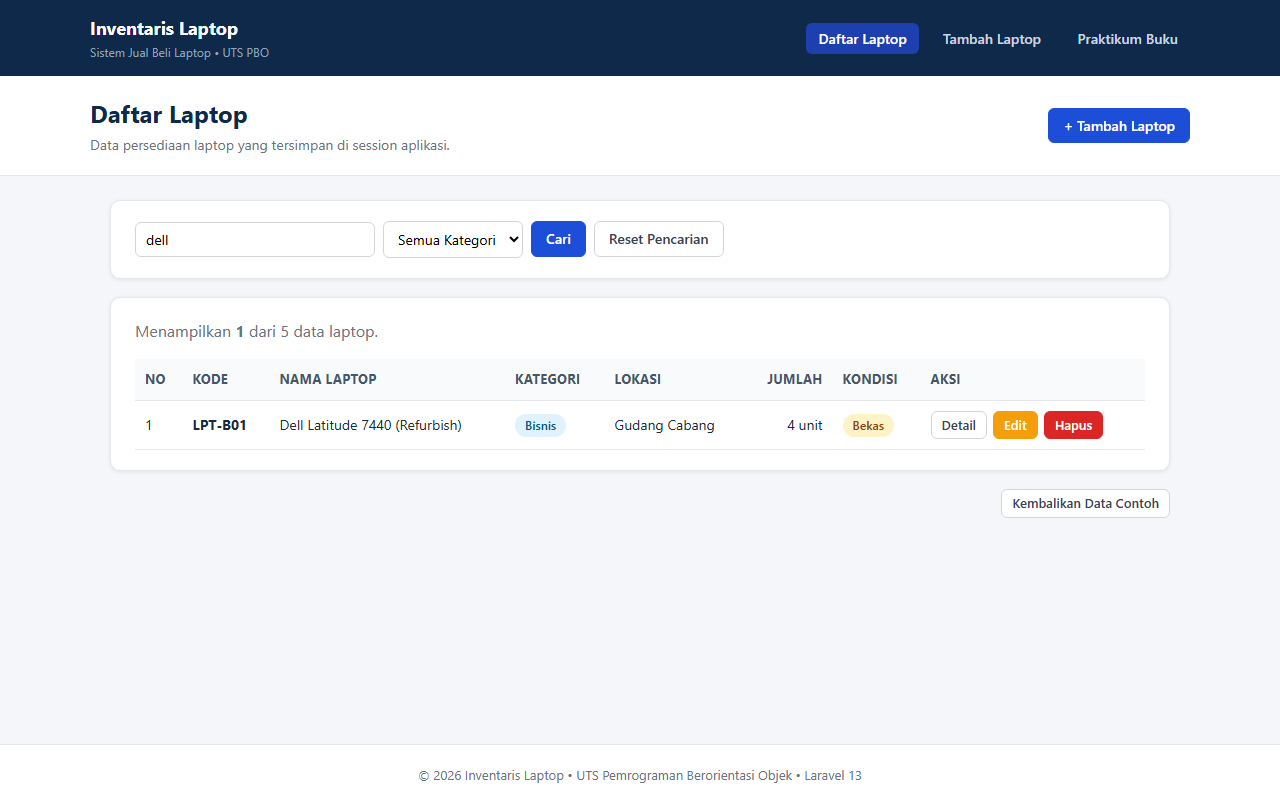 Inventaris Laptop
Sistem Jual Beli Laptop • UTS PBO
Daftar Laptop Tambah Laptop Praktikum Buku
Daftar Laptop
Data persediaan laptop yang tersimpan di session aplikasi.
+ Tambah Laptop
dell Semua Kategori Cari Reset Pencarian
Menampilkan 1 dari 5 data laptop.
NO KODE NAMA LAPTOP KATEGORI LOKASI JUMLAH KONDISI AKSI
1 LPT-B01 Dell Latitude 7440 (Refurbish) Bisnis Gudang Cabang 4 unit Bekas Detail Edit Hapus
Kembalikan Data Contoh
© 2026 Inventaris Laptop • UTS Pemrograman Berorientasi Objek • Laravel 13